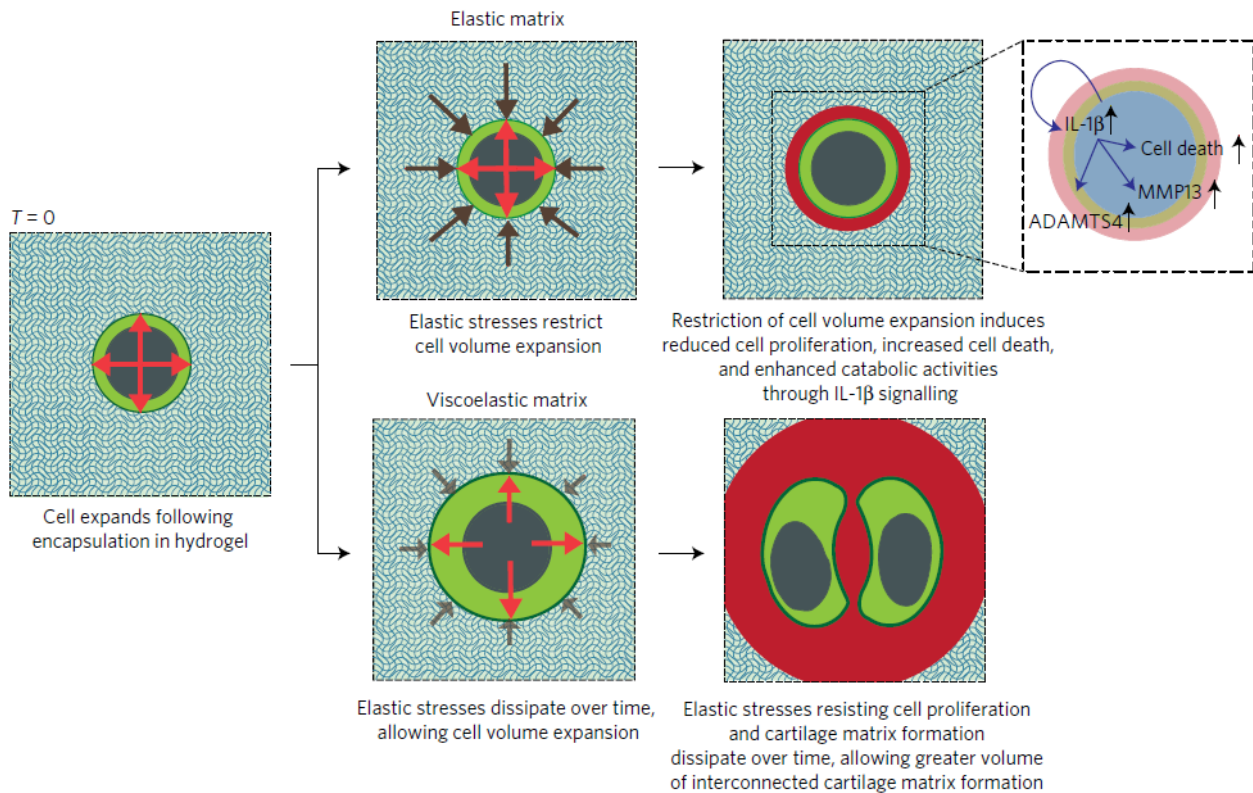 Elastic matrix
T = 0
Cell expands following
encapsulation in hydrogel
Elastic stresses restrict
cell volume expansion
Restriction of cell volume expansion induces
reduced cell proliferation, increased cell death,
and enhanced catabolic activities
through IL-1β signalling
IL-1β
Cell death
MMP13
ADAMTS4
Viscoelastic matrix
Elastic stresses dissipate over time,
allowing cell volume expansion
Elastic stresses resisting cell proliferation
and cartilage matrix formation
dissipate over time, allowing greater volume
of interconnected cartilage matrix formation